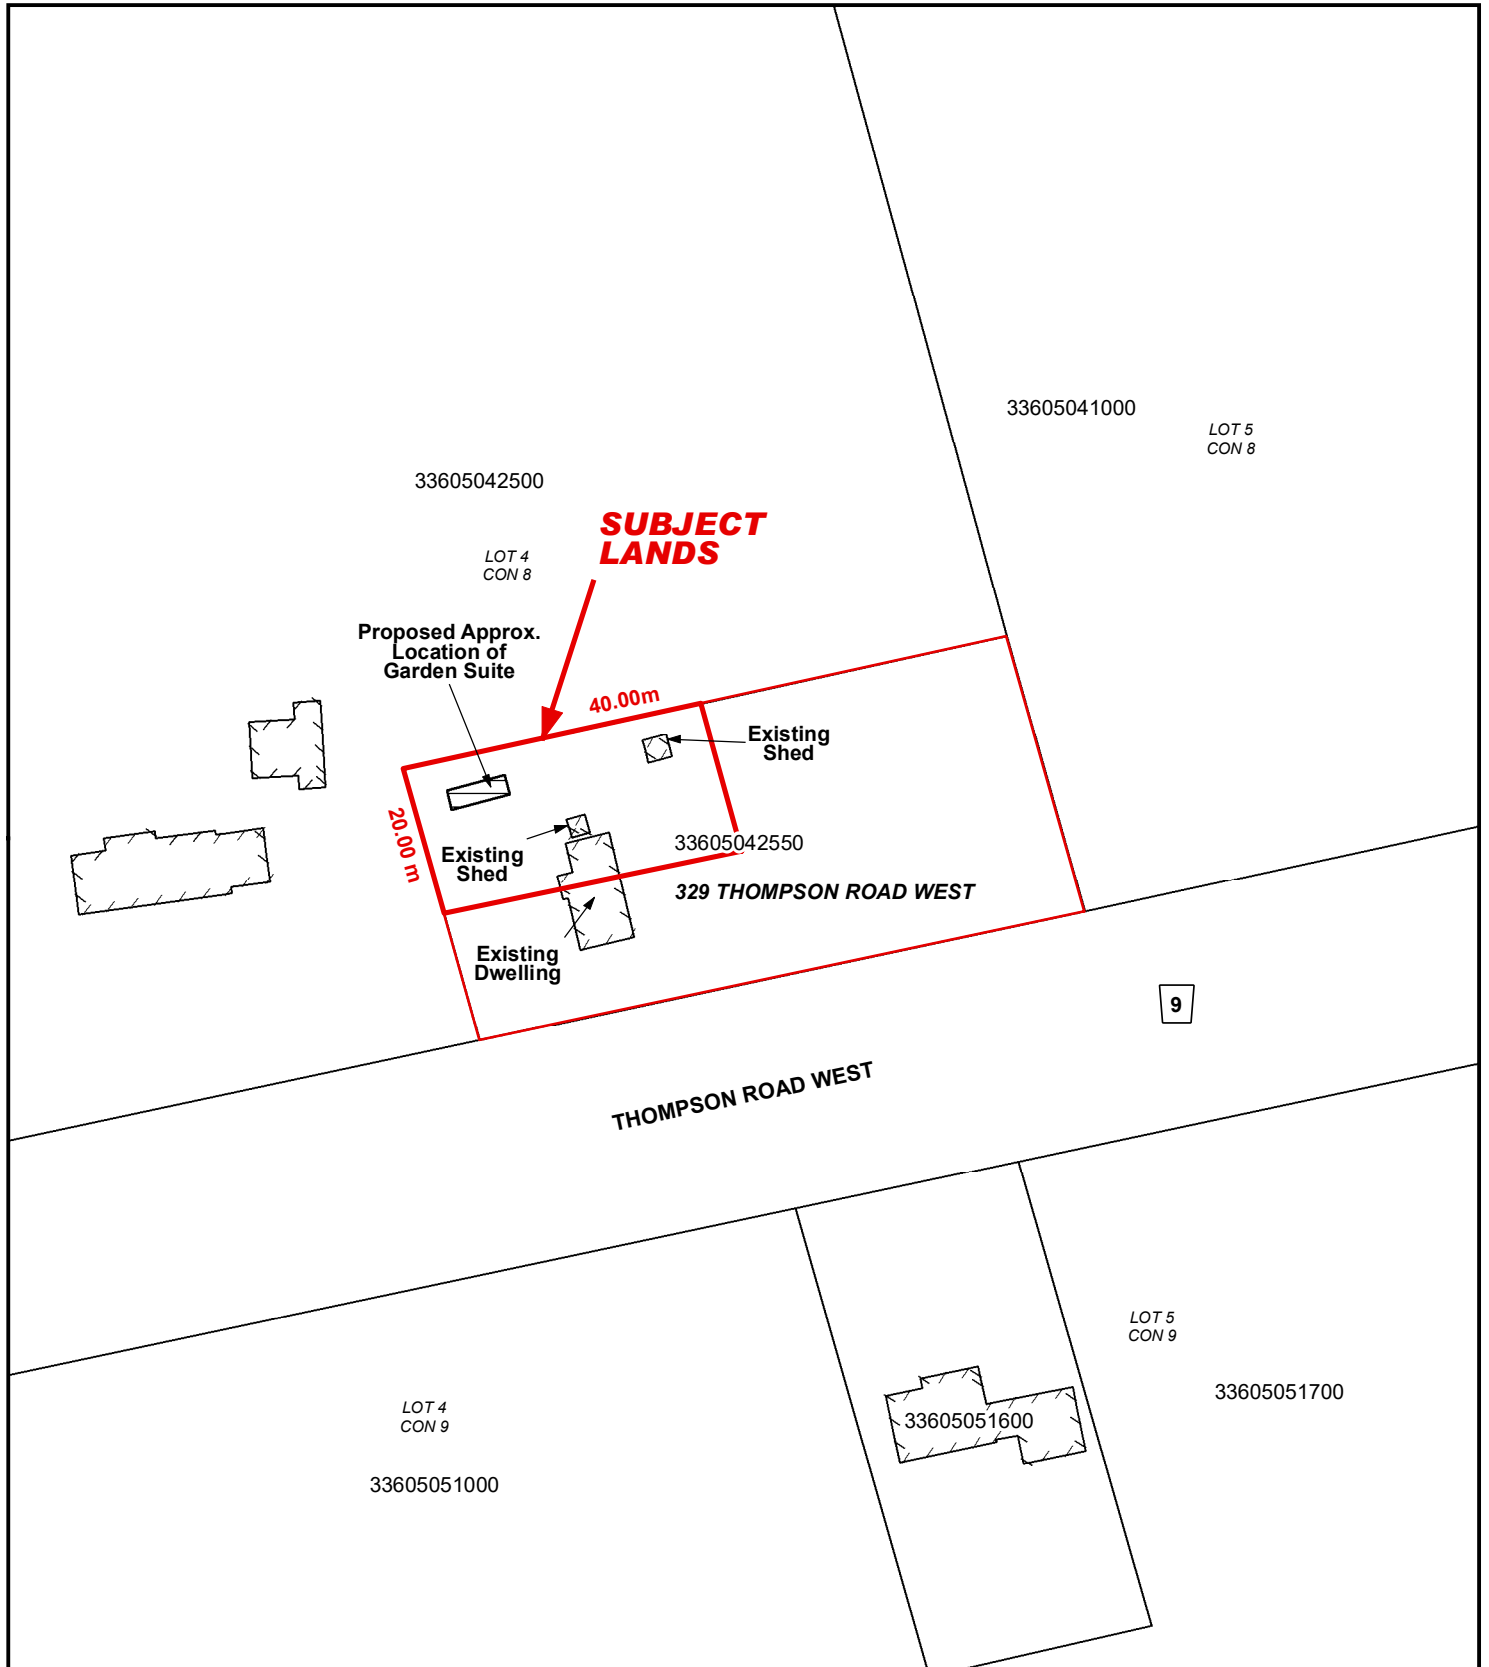 33605041000
LOT 5
CON 8
33605042500
SUBJECT
LANDS
LOT 4
CON 8
Proposed Approx.
Location of
Garden Suite
40.00m
Existing
Shed
20.00 m
33605042550
Existing
Shed
329 THOMPSON ROAD WEST
Existing
Dwelling
9
THOMPSON ROAD WEST
LOT 5
CON 9
33605051700
LOT 4
CON 9
33605051600
33605051000